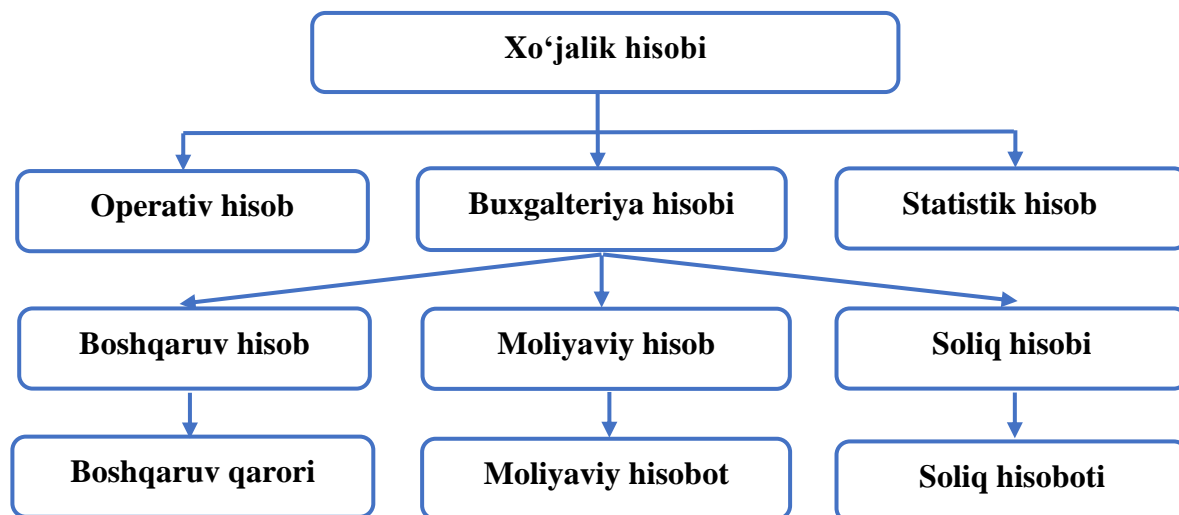 Xo‘jalik hisobi
Operativ hisob
Buxgalteriya hisobi
Statistik hisob
Boshqaruv hisob
Moliyaviy hisob
Soliq hisobi
Boshqaruv qarori
Moliyaviy hisobot
Soliq hisoboti